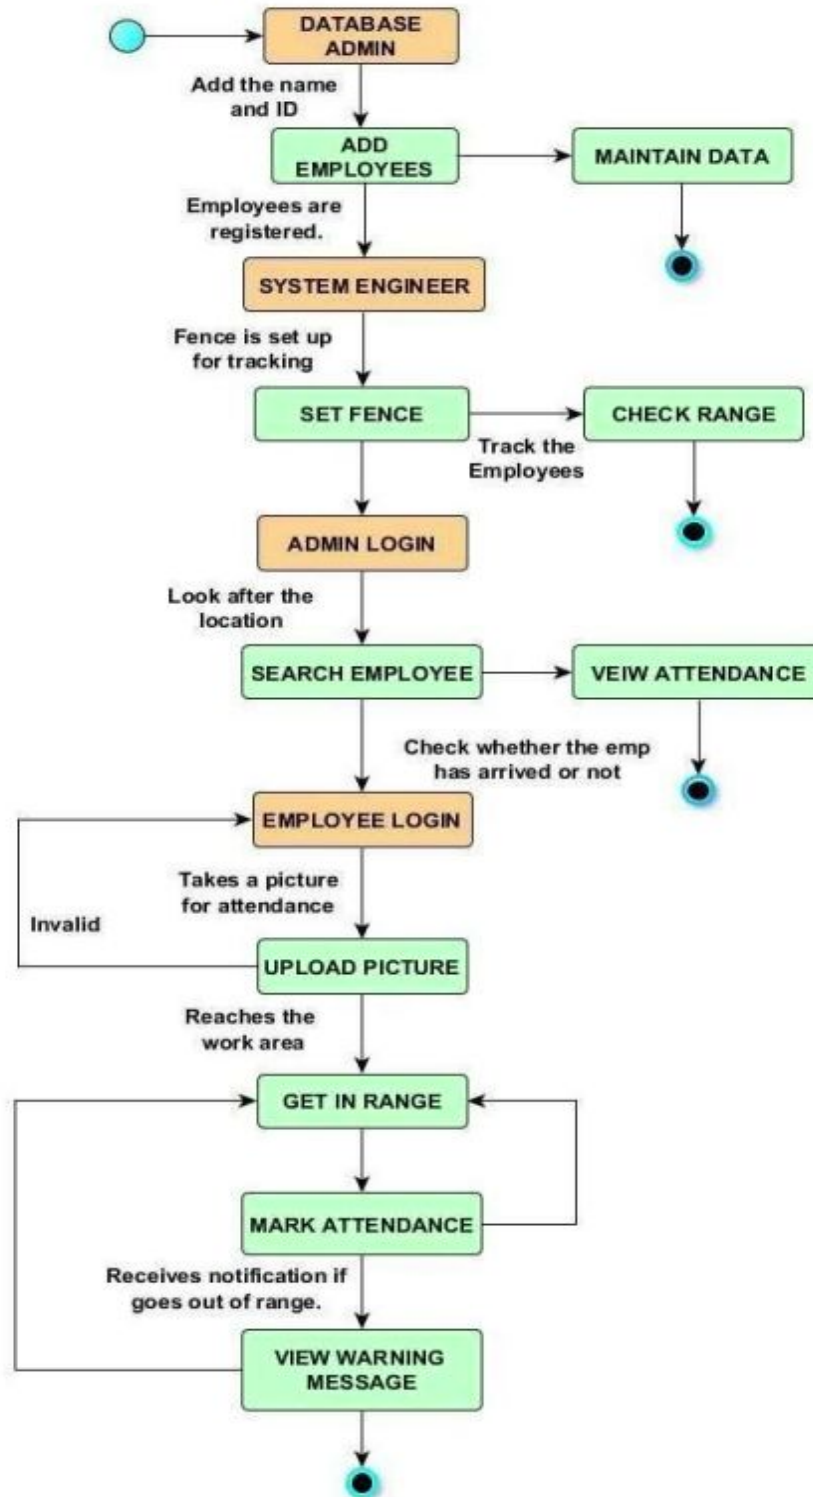 DATABASE
ADMIN
Add the name
and ID
ADD
EMPLOYEES
MAINTAIN DATA
Employees are
registered.
SYSTEM ENGINEER
Fence is set up
for tracking
SET FENCE
CHECK RANGE
Track the
Employees
ADMIN LOGIN
Look after the
location
SEARCH EMPLOYEE
VEIW ATTENDANCE
Check whether the emp
has arrived or not
EMPLOYEE LOGIN
Takes a picture
for attendance
Invalid
UPLOAD PICTURE
Reaches the
work area
GET IN RANGE
MARK ATTENDANCE
Receives notification if
goes out of range.
VIEW WARNING
MESSAGE